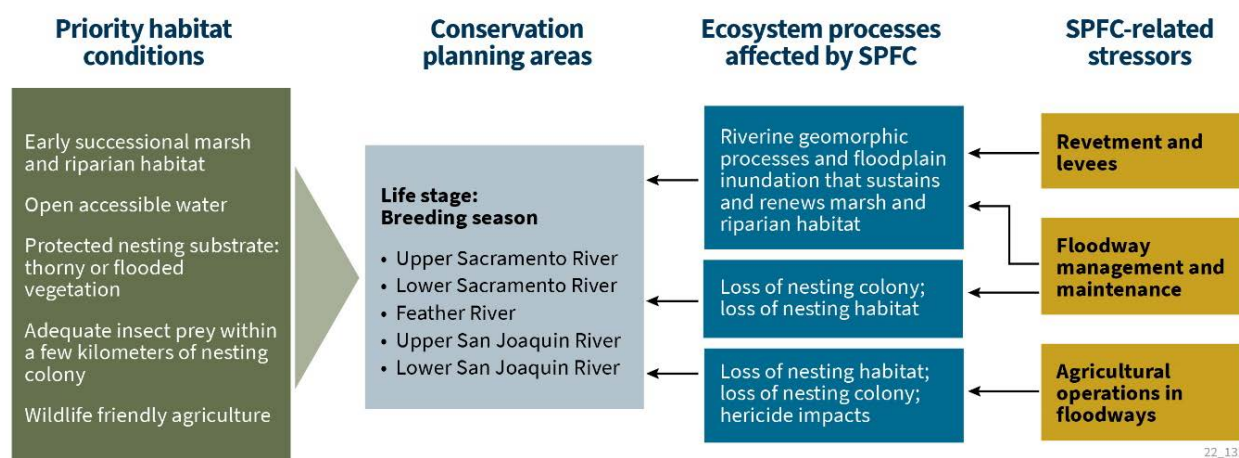 Priority habitat
conditions
Conservation
planning areas
Ecosystem processes
affected by SPFC
SPFC-related
stressors
Early successional marsh
and riparian habitat
Open accessible water
Protected nesting substrate:
thorny or flooded
vegetation
Adequate insect prey within
a few kilometers of nesting
colony
Wildlife friendly agriculture
Life stage:
Breeding season
• Upper Sacramento River
• Lower Sacramento River
• Feather River
• Upper San Joaquin River
• Lower San Joaquin River
Riverine geomorphic
processes and floodplain
inundation that sustains
and renews marsh and
riparian habitat
Loss of nesting colony;
loss of nesting habitat
Loss of nesting habitat;
loss of nesting colony;
hericide impacts
Revetment and
levees
Floodway
management and
maintenance
Agricultural
operations in
floodways
22_13